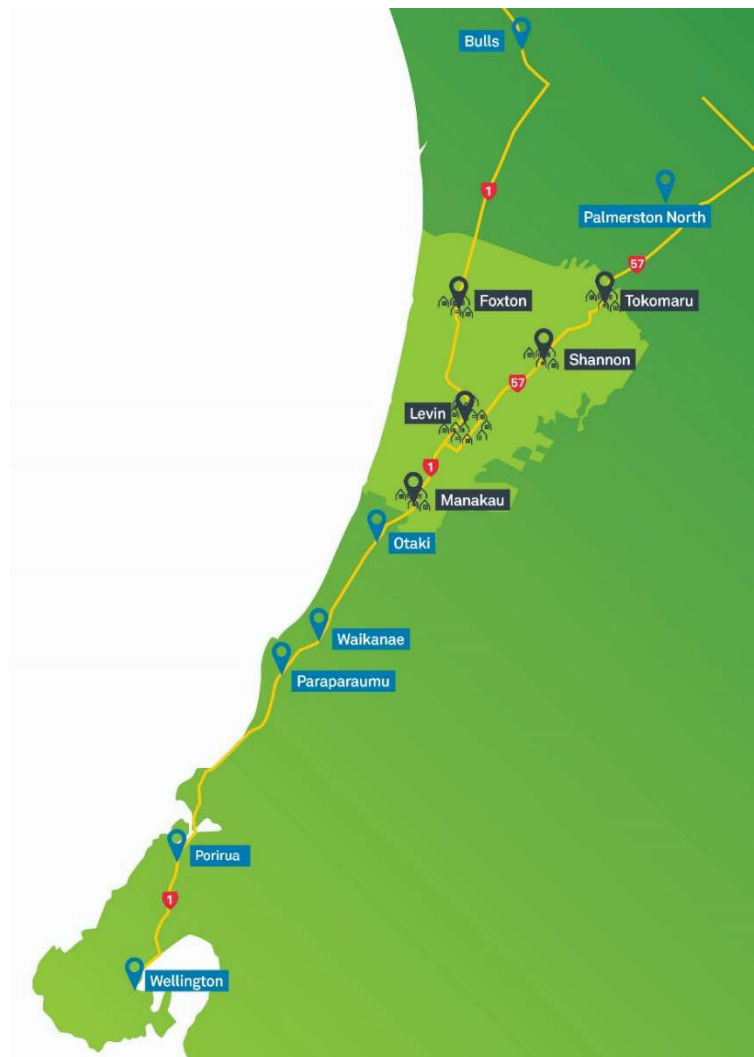 Bulls
1
Palmerston North
57
Foxton
Tokomaru
Shannon
57
Levin
1
Manakau
Otaki
Waikanae
Paraparaumu
Porirua
1
Wellington